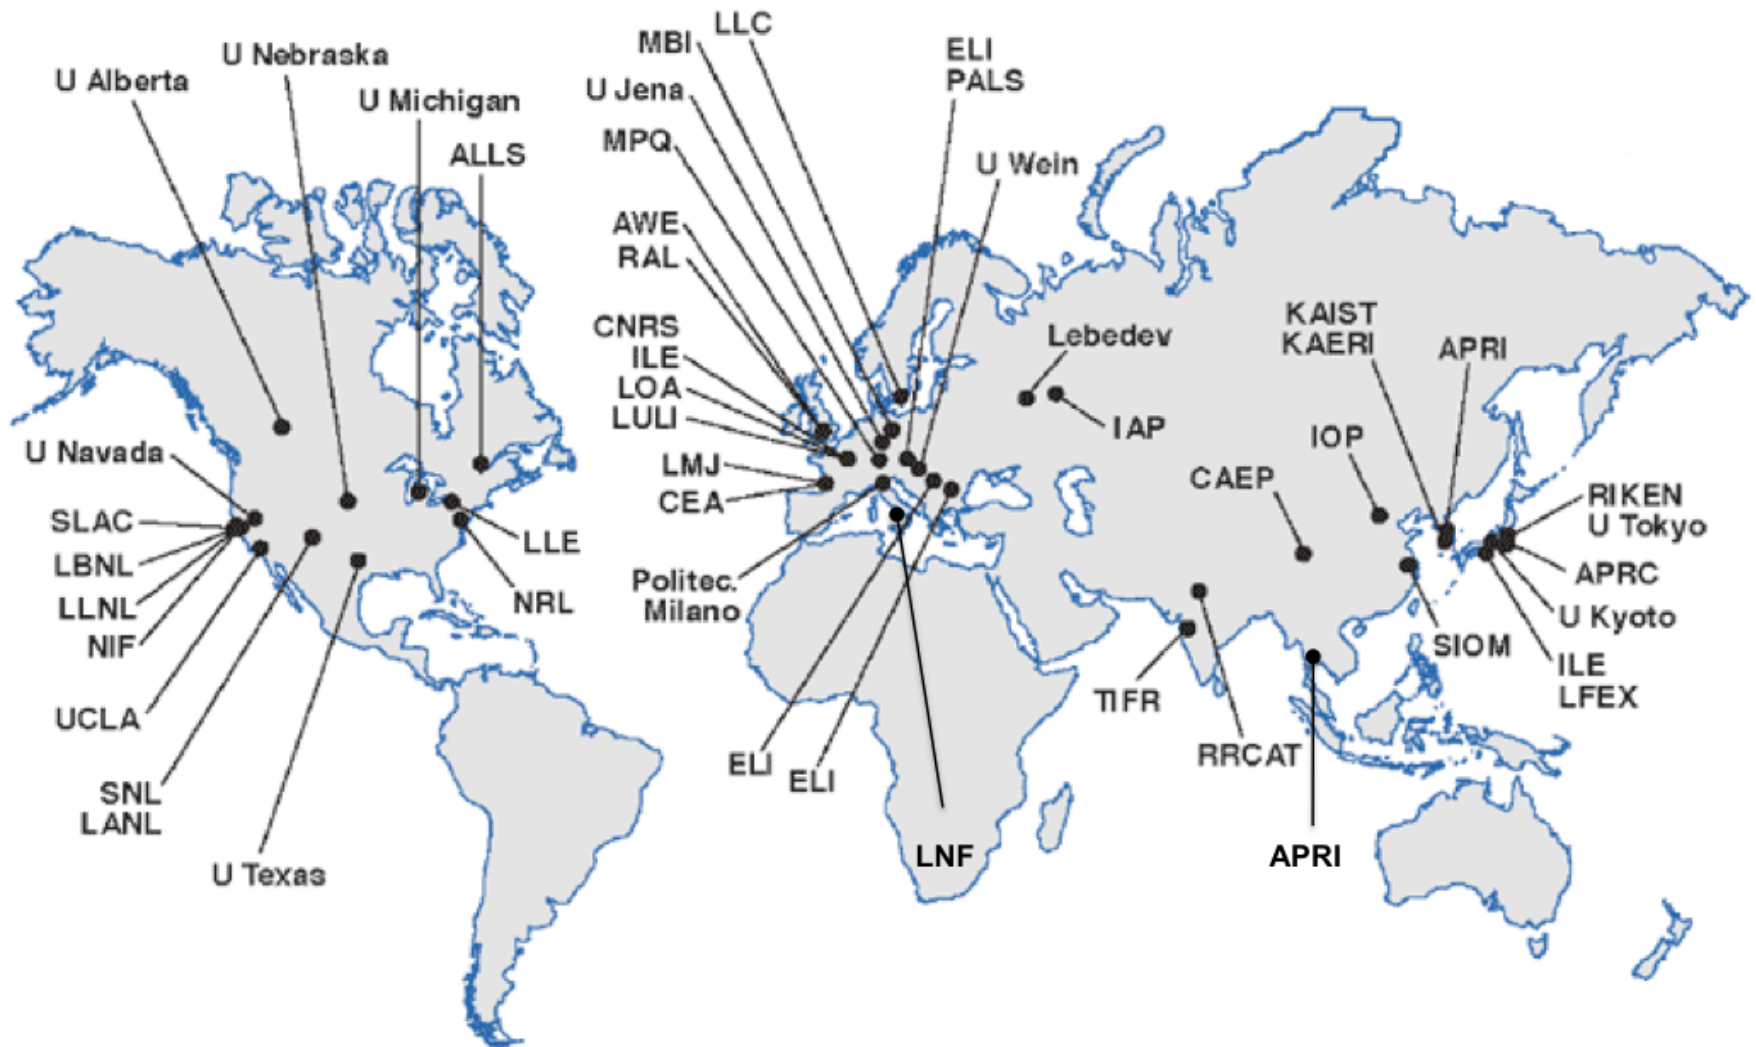 U Alberta
U Nebraska
U Michigan
ALLS
U Navada
SLAC
LBNL
LLNL
NIF
UCLA
SNL
LANL
U Texas
LLE
NRL
LLC
MBI
U Jena
MPQ
AWE
RAL
CNRS
ILE
LOA
LULI
LMJ
CEA
Politec.
Milano
ELI
PALS
U Wein
ELI
ELI
LNF
Lebedev
IAP
KAIST
KAERI
APRI
IOP
CAEP
TIFR
RRCAT
APRI
SIOM
RIKEN
U Tokyo
APRC
U Kyoto
ILE
LFEX